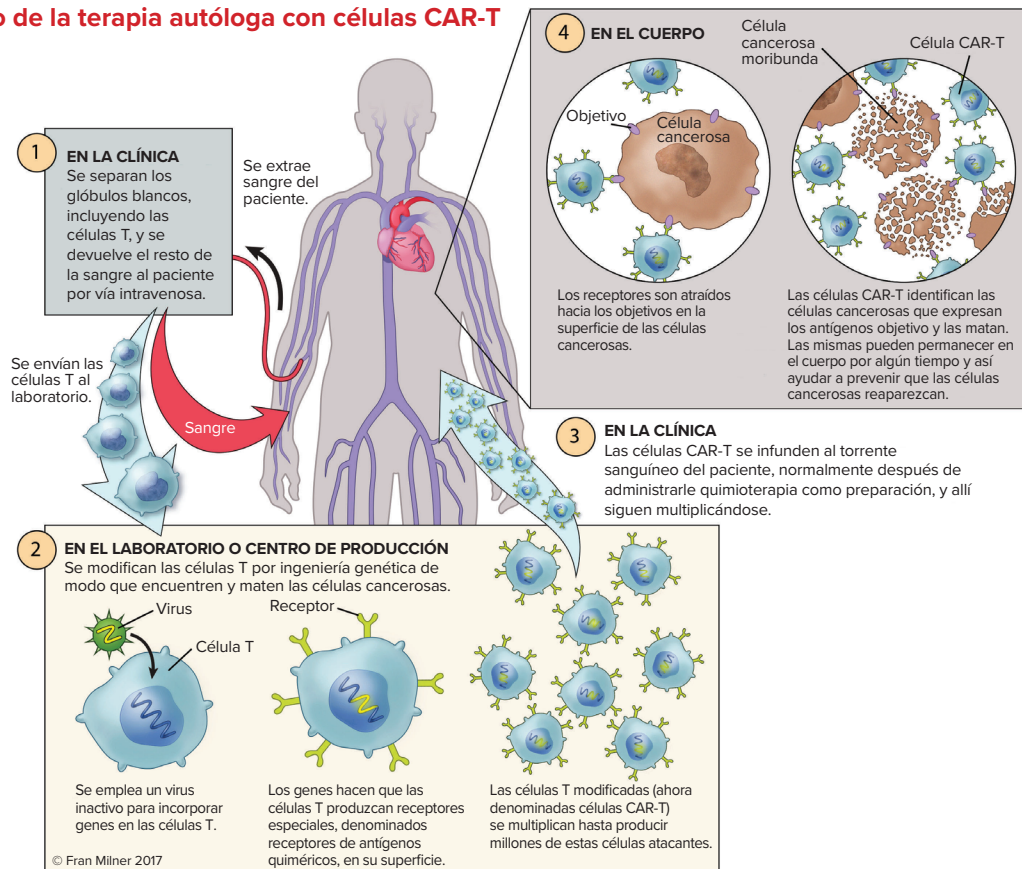 o de la terapia autóloga con células CAR-T
1
EN LA CLÍNICA
Se separan los
glóbulos blancos,
incluyendo las
células T, y se
devuelve el resto de
la sangre al paciente
por vía intravenosa.
Se extrae
sangre del
paciente.
Se envían las
células T al
laboratorio.
Sangre
2
EN EL LABORATORIO O CENTRO DE PRODUCCIÓN
Se modifican las células T por ingeniería genética de
modo que encuentren y maten las células cancerosas.
Virus
Célula T
Receptor
Se emplea un virus
inactivo para incorporar
genes en las células T.
Los genes hacen que las
células T produzcan receptores
especiales, denominados
receptores de antígenos
quiméricos, en su superficie.
Las células T modificadas (ahora
denominadas células CAR-T)
se multiplican hasta producir
millones de estas células atacantes.
© Fran Milner 2017
3
EN LA CLÍNICA
Las células CAR-T se infunden al torrente
sanguíneo del paciente, normalmente después de
administrarle quimioterapia como preparación, y allí
siguen multiplicándose.
4
EN EL CUERPO
Objetivo
Célula
cancerosa
Célula
cancerosa
moribunda
Célula CAR-T
Los receptores son atraídos
hacia los objetivos en la
superficie de las células
cancerosas.
Las células CAR-T identifican las
células cancerosas que expresan
los antígenos objetivo y las matan.
Las mismas pueden permanecer en
el cuerpo por algún tiempo y así
ayudar a prevenir que las células
cancerosas reaparezcan.